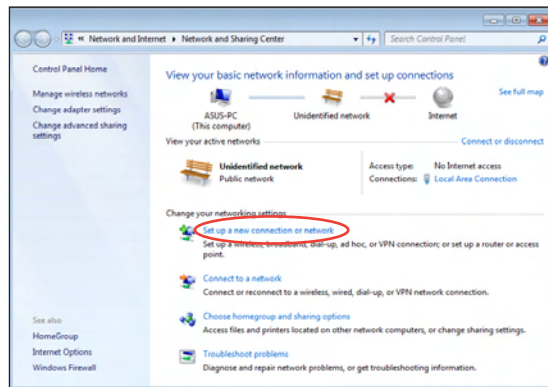 « Network and Internet ▸ Network and Sharing Center
Search Control Panel
Control Panel Home
Manage wireless networks
Change adapter settings
Change advanced sharing
settings
See also
HomeGroup
Internet Options
Windows Firewall
View your basic network information and set up connections
See full map
ASUS-PC
(This computer)
Unidentified network
Internet
View your active networks
Connect or disconnect
Unidentified network
Public network
Access type: No Internet access
Connections: Local Area Connection
Change your networking settings
Set up a new connection or network
Set up a wireless, broadband, dial-up, ad hoc, or VPN connection; or set up a router or access
point.
Connect to a network
Connect or reconnect to a wireless, wired, dial-up, or VPN network connection.
Choose homegroup and sharing options
Access files and printers located on other network computers, or change sharing settings.
Troubleshoot problems
Diagnose and repair network problems, or get troubleshooting information.